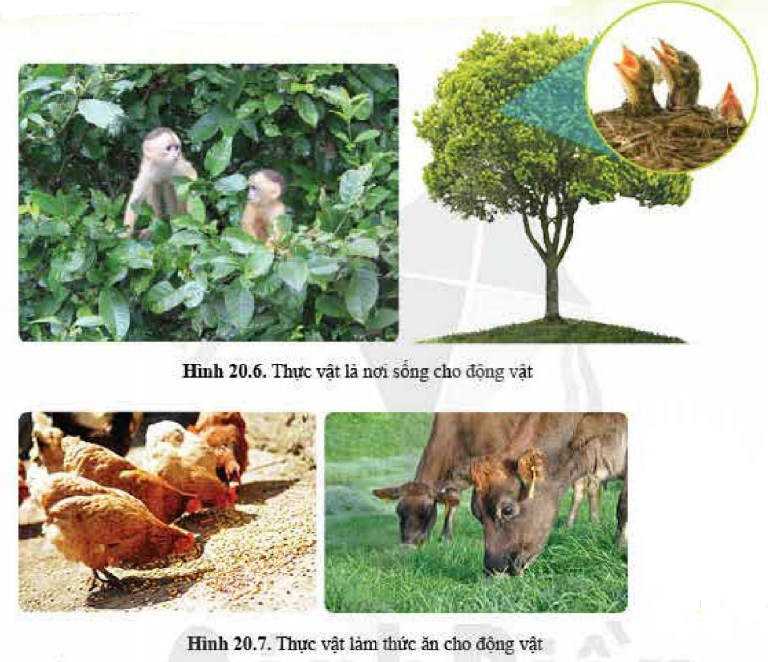 Hình 20.6. Thực vật là nơi sống cho động vật
Hình 20.7. Thực vật làm thức ăn cho động vật